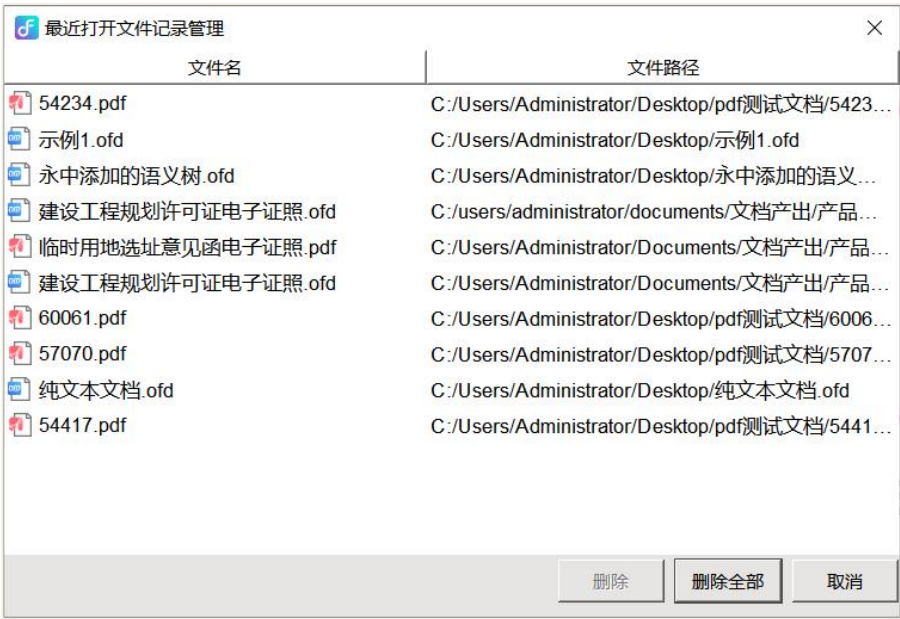 最近打开文件记录管理
文件名 文件路径
54234.pdf C:/Users/Administrator/Desktop/pdf测试文档/5423...
示例1.ofd C:/Users/Administrator/Desktop/示例1.ofd
永中添加的语义树.ofd C:/Users/Administrator/Desktop/永中添加的语义...
建设工程规划许可证电子证照.ofd C:/users/administrator/documents/文档产出/产品...
临时用地选址意见函电子证照.pdf C:/Users/Administrator/Documents/文档产出/产品...
建设工程规划许可证电子证照.ofd C:/Users/Administrator/Documents/文档产出/产品...
60061.pdf C:/Users/Administrator/Desktop/pdf测试文档/6006...
57070.pdf C:/Users/Administrator/Desktop/pdf测试文档/5707...
纯文本文档.ofd C:/Users/Administrator/Desktop/纯文本文档.ofd
54417.pdf C:/Users/Administrator/Desktop/pdf测试文档/5441...
删除 删除全部 取消